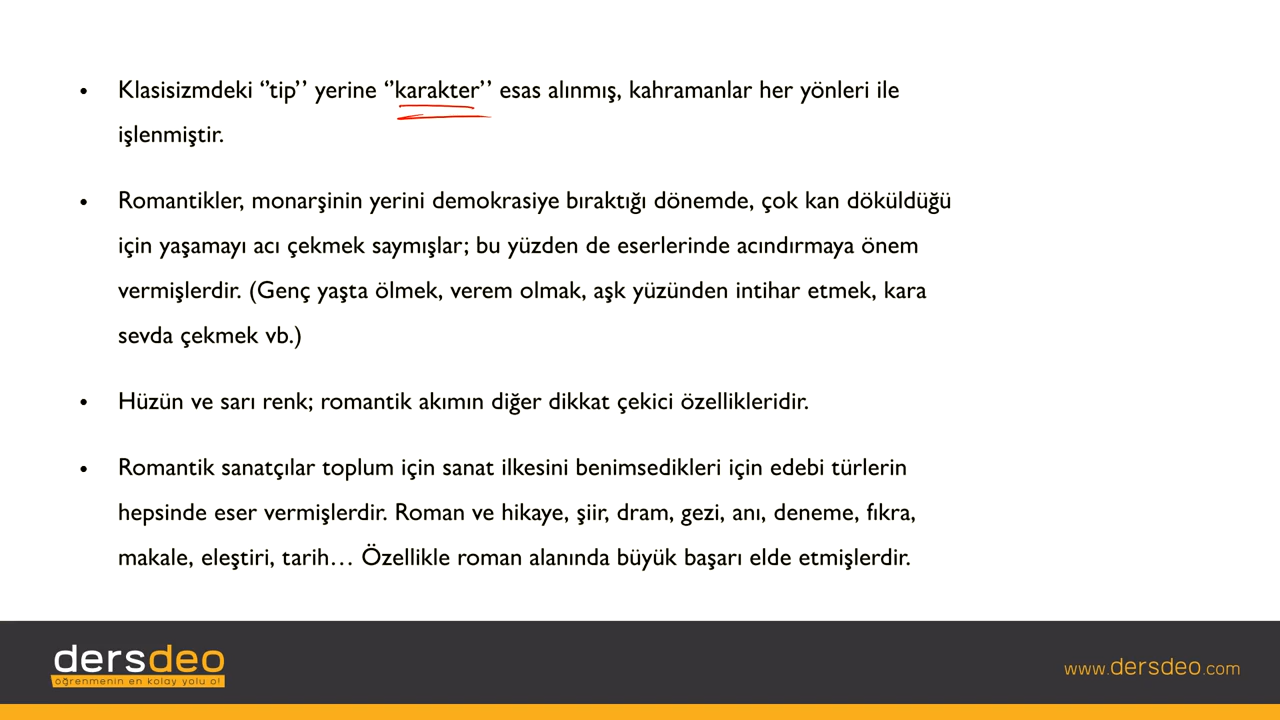 • Klasisizmdeki ‘’tip’’ yerine ‘’karakter’’ esas alınmış, kahramanlar her yönleri ile
işlenmiştir.
• Romantikler, monarşinin yerini demokrasiye bıraktığı dönemde, çok kan döküldüğü
için yaşamayı acı çekmek saymışlar; bu yüzden de eserlerinde acındırmaya önem
vermişlerdir. (Genç yaşta ölmek, verem olmak, aşk yüzünden intihar etmek, kara
sevda çekmek vb.)
• Hüzün ve sarı renk; romantik akımın diğer dikkat çekici özellikleridir.
• Romantik sanatçılar toplum için sanat ilkesini benimsedikleri için edebi türlerin
hepsinde eser vermişlerdir. Roman ve hikaye, şiir, dram, gezi, anı, deneme, fıkra,
makale, eleştiri, tarih… Özellikle roman alanında büyük başarı elde etmişlerdir.
dersdeo
öğrenmenin en kolay yolu o!
www.dersdeo.com